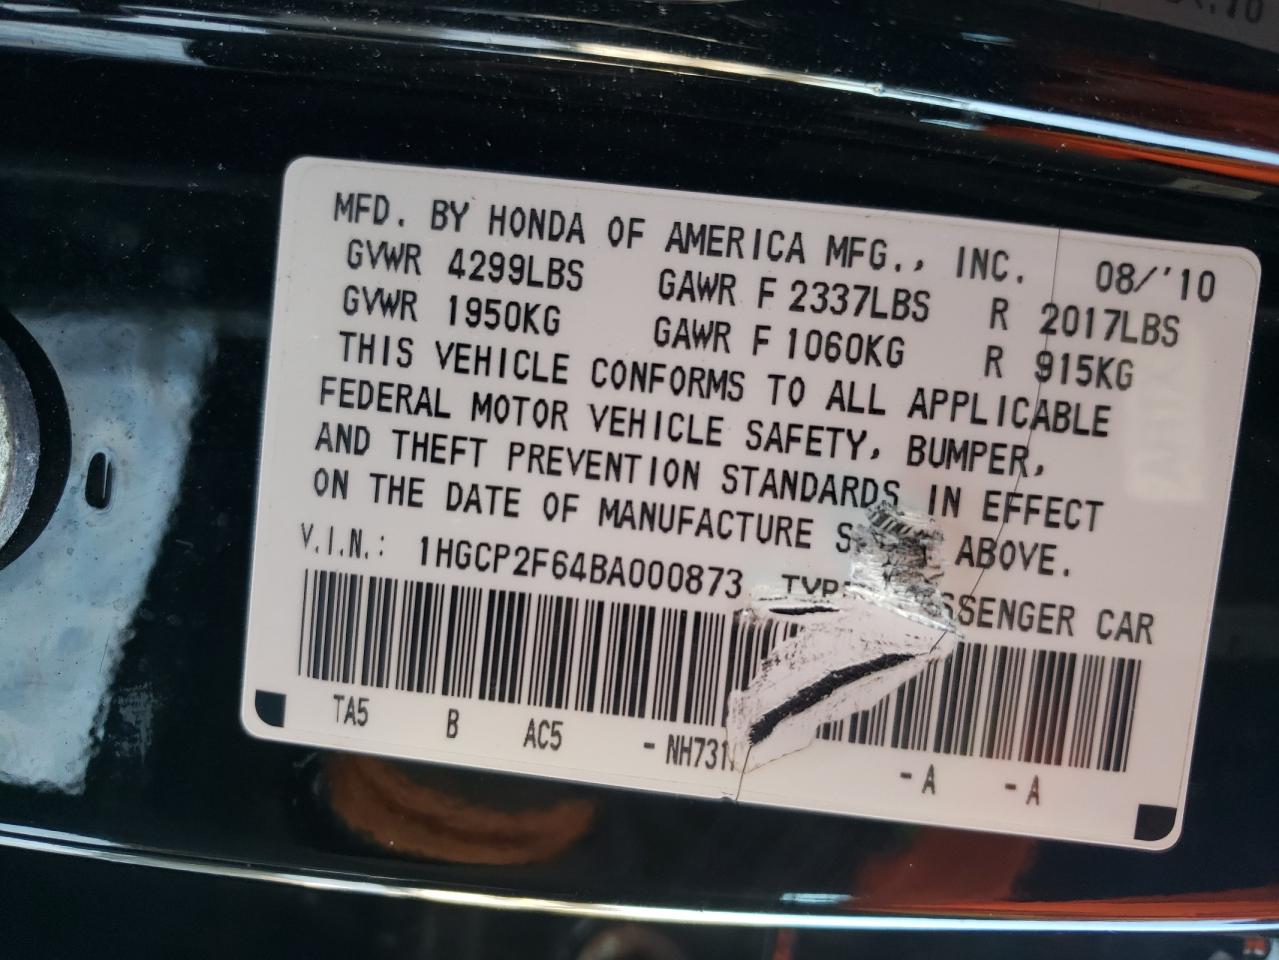 MFD. BY HONDA OF AMERICA MFG., INC. 08/'10
GVWR 4299LBS GAWR F 2337LBS R 2017LBS
GVWR 1950KG GAWR F 1060KG R 915KG
THIS VEHICLE CONFORMS TO ALL APPLICABLE
FEDERAL MOTOR VEHICLE SAFETY, BUMPER,
AND THEFT PREVENTION STANDARDS IN EFFECT
ON THE DATE OF MANUFACTURE ABOVE.
V.I.N.: 1HGCP2F64BA000873 CAR
TA5 B AC5 - NH731 -A -A